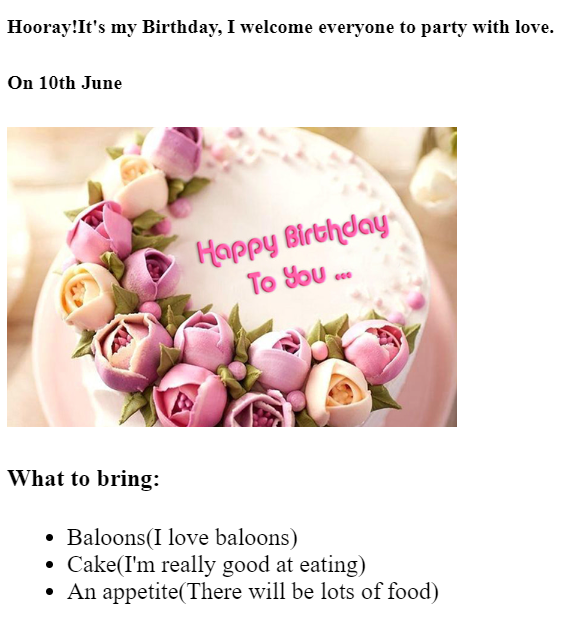 Hooray!It's my Birthday, I welcome everyone to party with love.
On 10th June
Happy Birthday
To You ...
What to bring:
• Baloons(I love baloons)
• Cake(I'm really good at eating)
• An appetite(There will be lots of food)